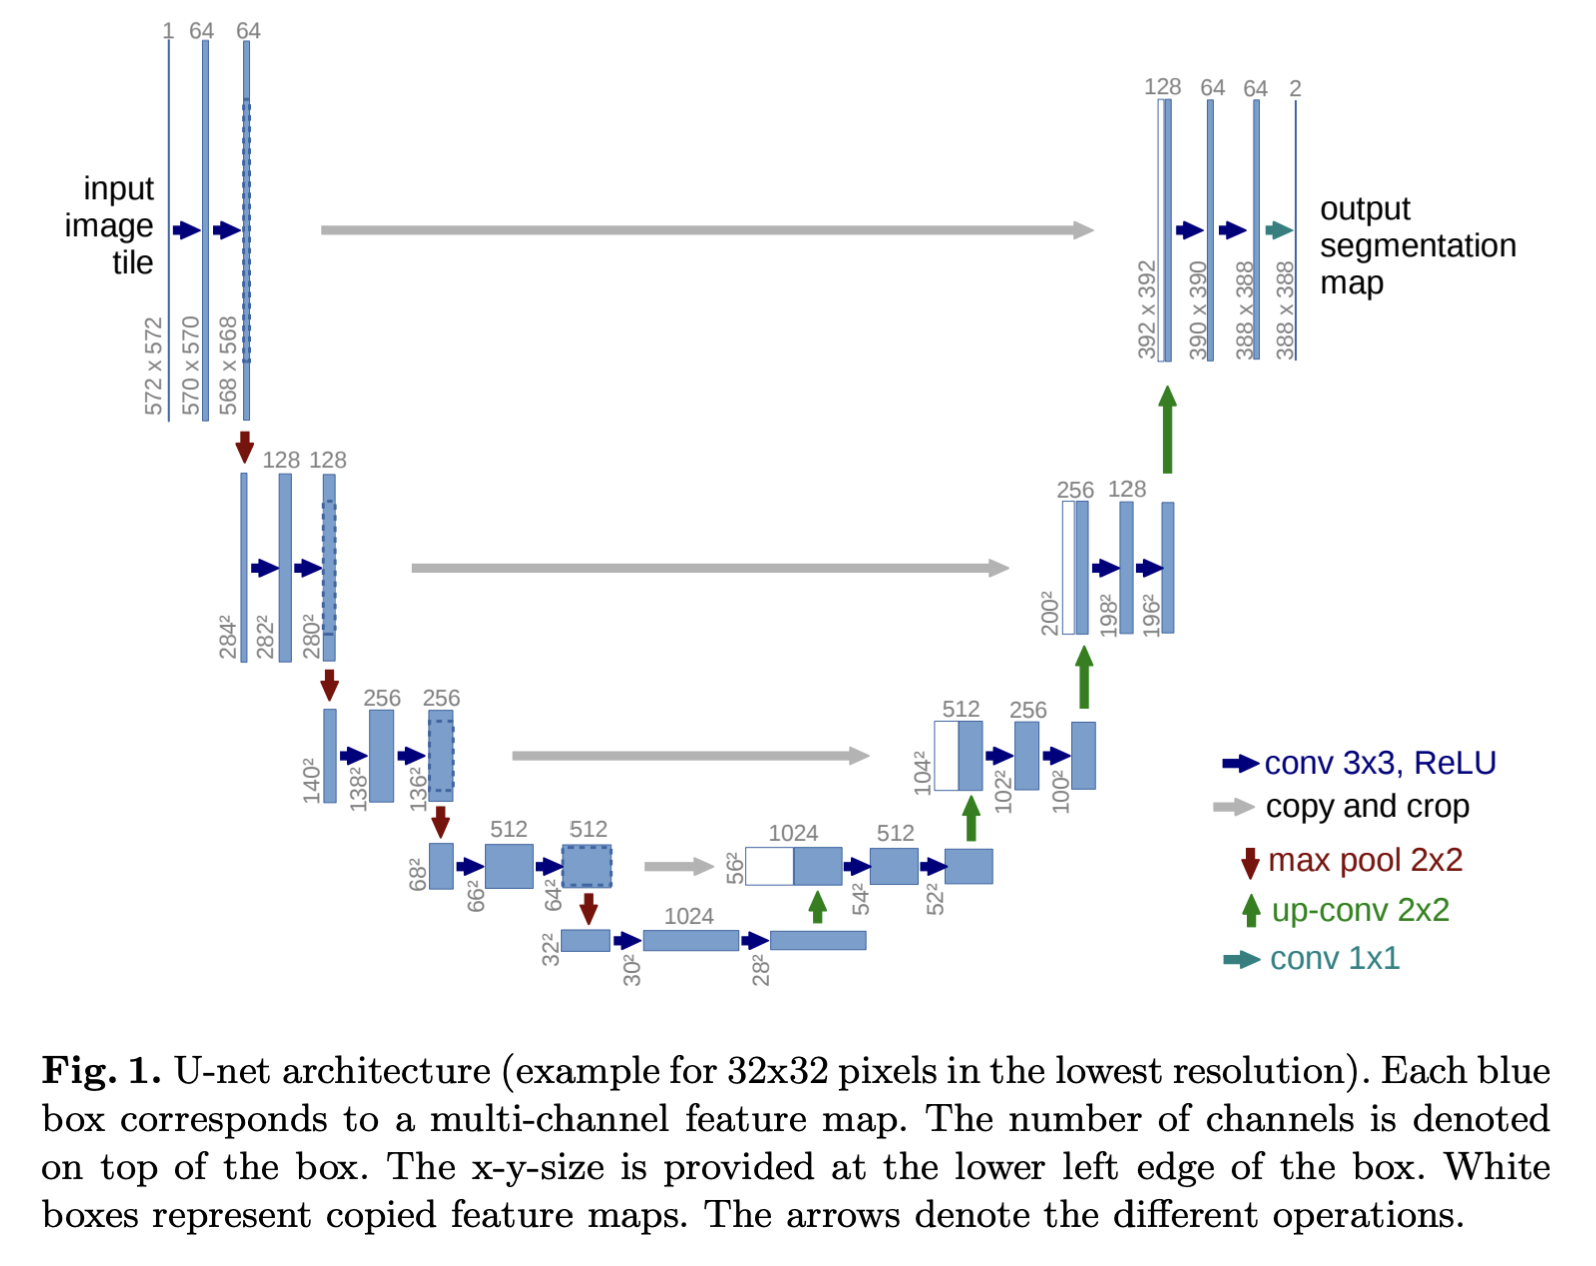 1 64 64
128 64 64 2
input
image
tile
572 x 572
570 x 570
568 x 568
output
segmentation
map
392 x 392
390 x 390
388 x 388
388 x 388
128 128
284²
282²
280²
256 128
200²
198²
196²
256 256
140²
138²
136²
512 256
104²
102²
100²
512 512
68²
66²
64²
1024 512
56²
54²
52²
1024
32²
30²
28²
conv 3x3, ReLU
copy and crop
max pool 2x2
up-conv 2x2
conv 1x1
Fig. 1. U-net architecture (example for 32x32 pixels in the lowest resolution). Each blue
box corresponds to a multi-channel feature map. The number of channels is denoted
on top of the box. The x-y-size is provided at the lower left edge of the box. White
boxes represent copied feature maps. The arrows denote the different operations.